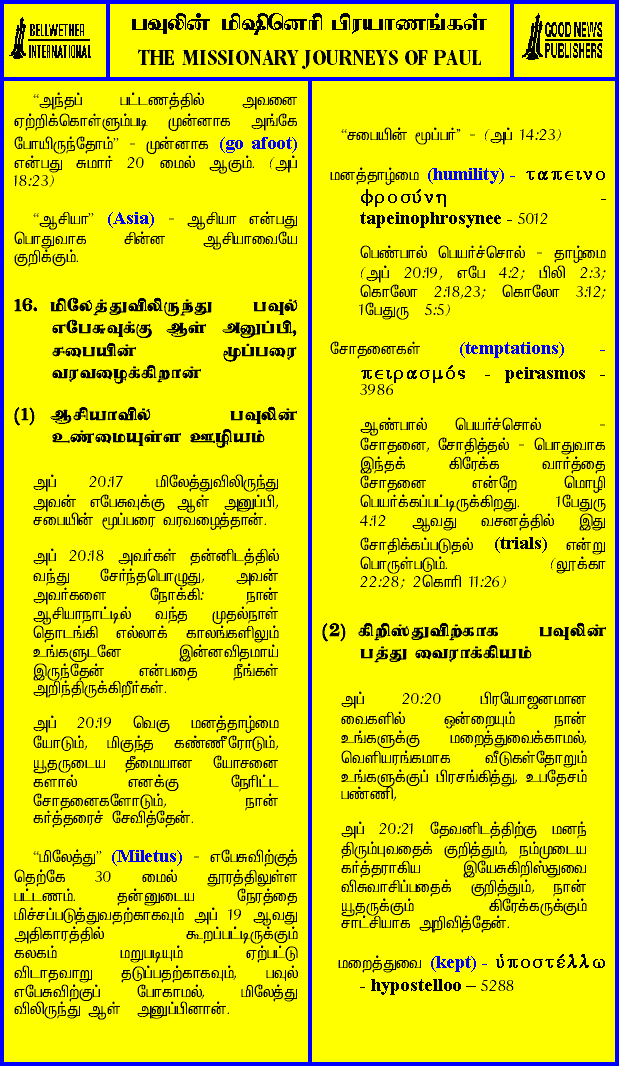 BELLWETHER
INTERNATIONAL
பவுலின் மிஷினெரி பிரயாணங்கள்
THE MISSIONARY JOURNEYS OF PAUL
GOOD NEWS
PUBLISHERS
“அந்தப் பட்டணத்தில் அவனை
ஏற்றிக்கொள்ளும்படி முன்னாக அங்கே
போயிருந்தோம்” - முன்னாக (go afoot)
என்பது சுமார் 20 மைல் ஆகும். (அப்
18:23)
“ஆசியா” (Asia) - ஆசியா என்பது
பொதுவாக சின்ன ஆசியாவையே
குறிக்கும்.
16. மிலேத்துவிலிருந்து பவுல்
எபேசுவுக்கு ஆள் அனுப்பி,
சபையின் மூப்பரை
வரவழைக்கிறான்
(1) ஆசியாவில் பவுலின்
உண்மையுள்ள ஊழியம்
அப் 20:17 மிலேத்துவிலிருந்து
அவன் எபேசுவுக்கு ஆள் அனுப்பி,
சபையின் மூப்பரை வரவழைத்தான்.
அப் 20:18 அவர்கள் தன்னிடத்தில்
வந்து சேர்ந்தபொழுது, அவன்
அவர்களை நோக்கி: நான்
ஆசியாநாட்டில் வந்த முதல்நாள்
தொடங்கி எல்லாக் காலங்களிலும்
உங்களுடனே இன்னவிதமாய்
இருந்தேன் என்பதை நீங்கள்
அறிந்திருக்கிறீர்கள்.
அப் 20:19 வெகு மனத்தாழ்மை
யோடும், மிகுந்த கண்ணீரோடும்,
யூதருடைய தீமையான யோசனை
களால் எனக்கு நேரிட்ட
சோதனைகளோடும், நான்
கர்த்தரைச் சேவித்தேன்.
“மிலேத்து” (Miletus) - எபேசுவிற்குத்
தெற்கே 30 மைல் தூரத்திலுள்ள
பட்டணம். தன்னுடைய நேரத்தை
மிச்சப்படுத்துவதற்காகவும் அப் 19 ஆவது
அதிகாரத்தில் கூறப்பட்டிருக்கும்
கலகம் மறுபடியும் ஏற்பட்டு
விடாதவாறு தடுப்பதற்காகவும், பவுல்
எபேசுவிற்குப் போகாமல், மிலேத்து
விலிருந்து ஆள் அனுப்பினான்.
“சபையின் மூப்பர்” - (அப் 14:23)
மனத்தாழ்மை (humility) - ταπεινο
φροσύνη -
tapeinophrosynee - 5012
பெண்பால் பெயர்ச்சொல் - தாழ்மை
(அப் 20:19, எபே 4:2; பிலி 2:3;
கொலோ 2:18,23; கொலோ 3:12;
1பேதுரு 5:5)
சோதனைகள் (temptations) -
πειρασμός - peirasmos -
3986
ஆண்பால் பெயர்ச்சொல் -
சோதனை, சோதித்தல் - பொதுவாக
இந்தக் கிரேக்க வார்த்தை
சோதனை என்றே மொழி
பெயர்க்கப்பட்டிருக்கிறது. 1பேதுரு
4:12 ஆவது வசனத்தில் இது
சோதிக்கப்படுதல் (trials) என்று
பொருள்படும். (லூக்கா
22:28; 2கொரி 11:26)
(2) கிறிஸ்துவிற்காக பவுலின்
பத்து வைராக்கியம்
அப் 20:20 பிரயோஜனமான
வைகளில் ஒன்றையும் நான்
உங்களுக்கு மறைத்துவைக்காமல்,
வெளியரங்கமாக வீடுகள்தோறும்
உங்களுக்குப் பிரசங்கித்து, உபதேசம்
பண்ணி,
அப் 20:21 தேவனிடத்திற்கு மனந்
திரும்புவதைக் குறித்தும், நம்முடைய
கர்த்தராகிய இயேசுகிறிஸ்துவை
விசுவாசிப்பதைக் குறித்தும், நான்
யூதருக்கும் கிரேக்கருக்கும்
சாட்சியாக அறிவித்தேன்.
மறைத்துவை (kept) - ὑποστέλλω
- hypostelloo – 5288